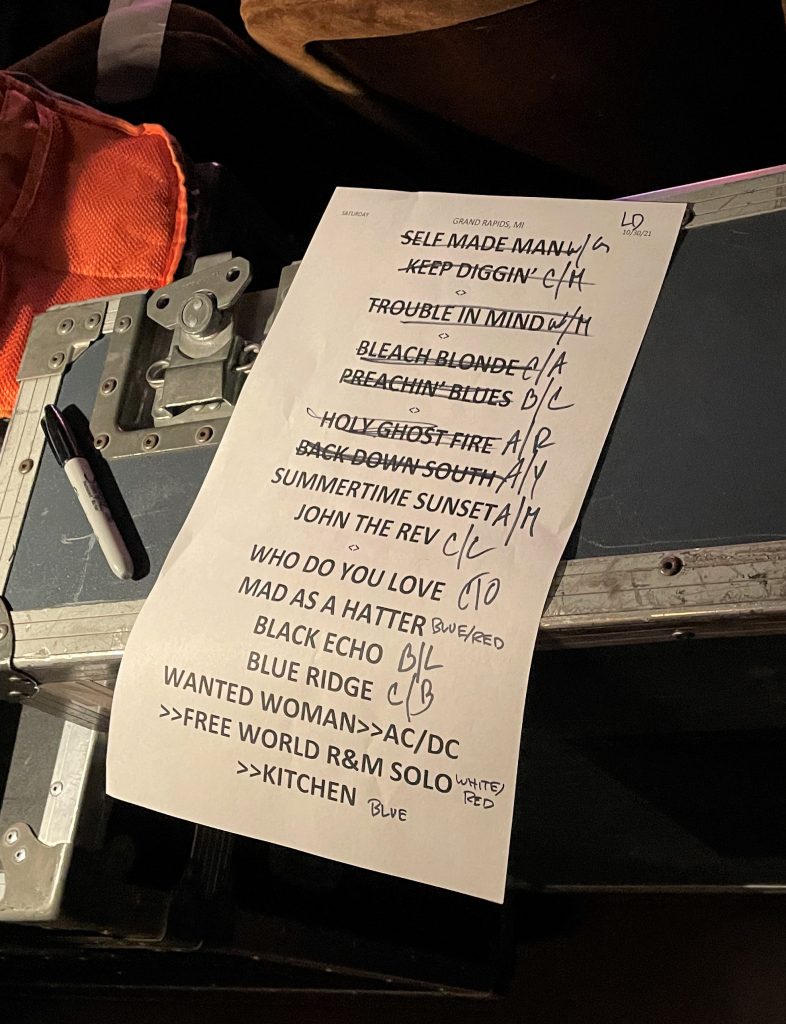 SATURDAY GRAND RAPIDS, MI LD
10/30/21
SELF MADE MAN W/G
KEEP DIGGIN' C/M
<>
TROUBLE IN MIND W/M
<>
BLEACH BLONDE C/A
PREACHIN' BLUES B/C
<>
HOLY GHOST FIRE A/R
BACK DOWN SOUTH A/Y
SUMMERTIME SUNSET A/M
JOHN THE REV C/L
<>
WHO DO YOU LOVE C/O
MAD AS A HATTER BLUE/RED
BLACK ECHO B/L
BLUE RIDGE C/B
WANTED WOMAN>>AC/DC
>>FREE WORLD R&M SOLO WHITE/
RED
>>KITCHEN BLUE